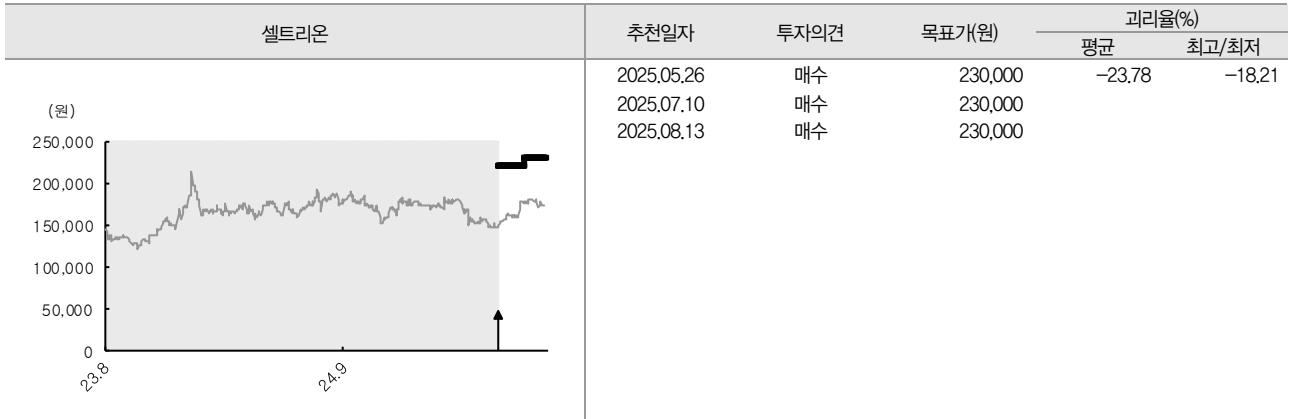 셀트리온
추천일자 투자의견 목표가(원) 괴리율(%)
평균 최고/최저
2025.05.26 매수 230,000 -23.78 -18.21
2025.07.10 매수 230,000
2025.08.13 매수 230,000
(원)
250,000
200,000
150,000
100,000
50,000
0
23.8 24.9